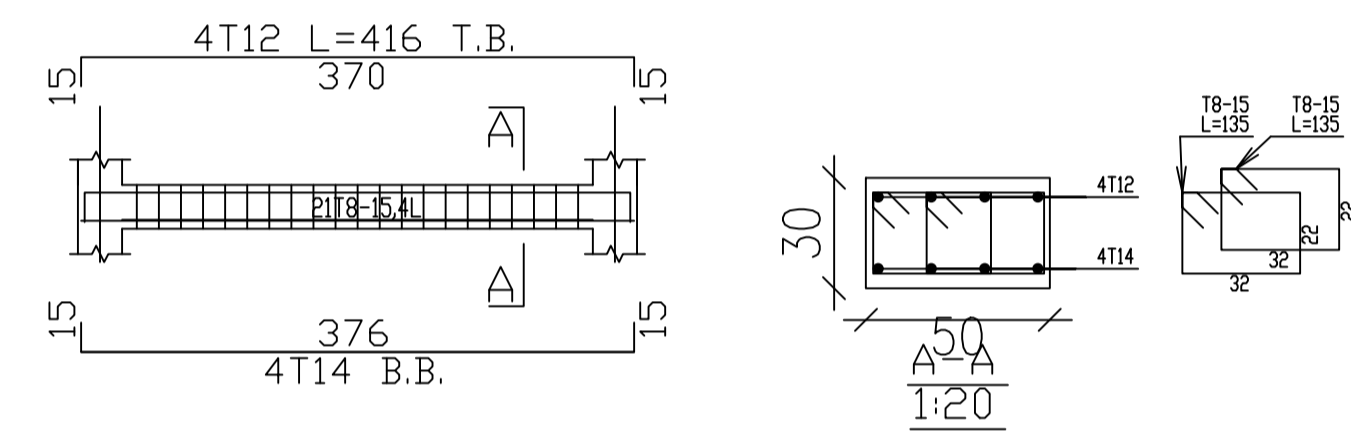 4T12 L=416 T.B.
15
370
15
A
21T8-15,4L
A
15
376
15
4T14 B.B.
30
4T12
4T14
50
A-A
1:20
T8-15
L=135
T8-15
L=135
22
22
32
32